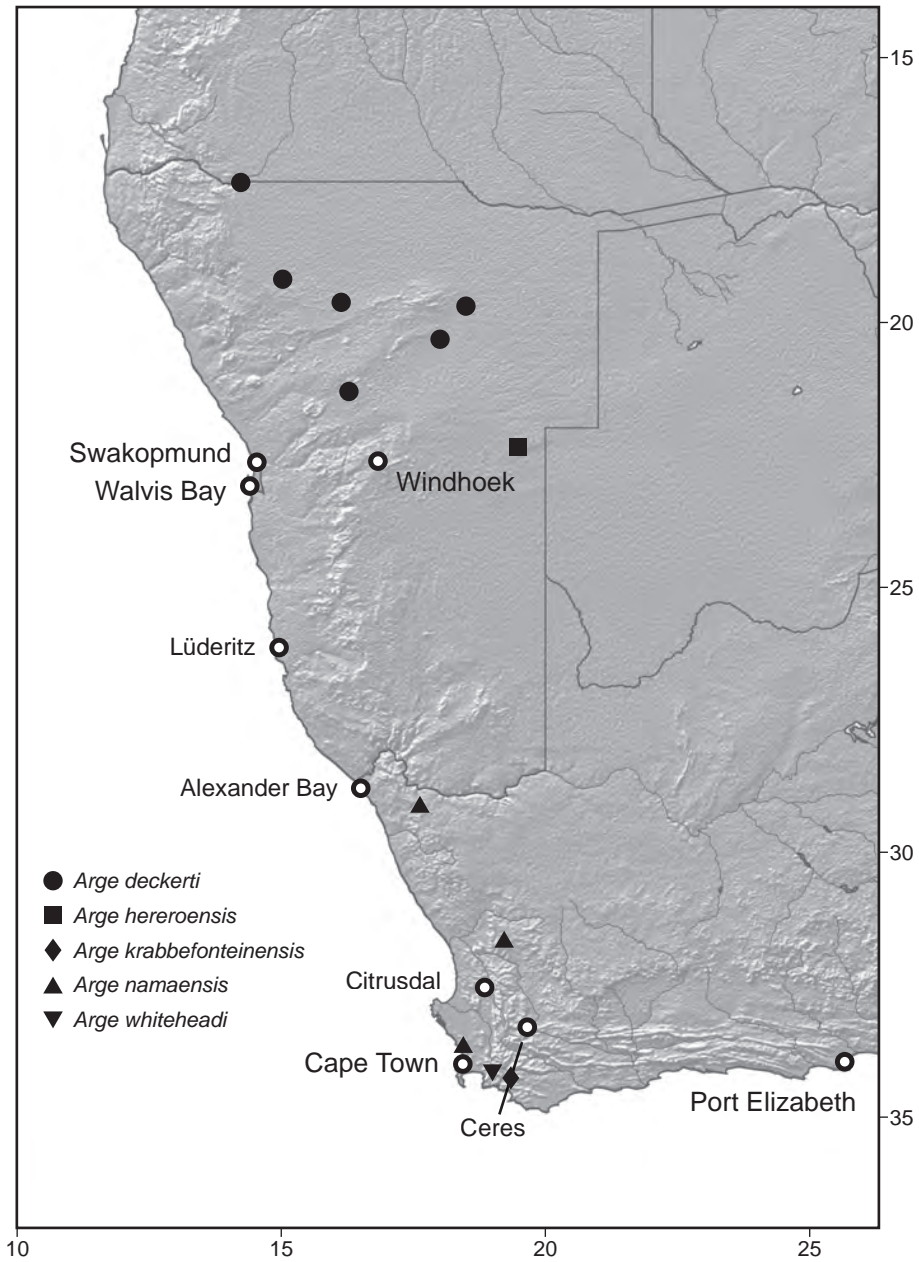 15
20
Swakopmund
Walvis Bay
Windhoek
25
Lüderitz
Alexander Bay
30
Arge deckerti
Arge hereroensis
Arge krabbefonteinensis
Arge namaensis
Arge whiteheadi
Citrusdal
Cape Town
Port Elizabeth
Ceres
35
10 15 20 25